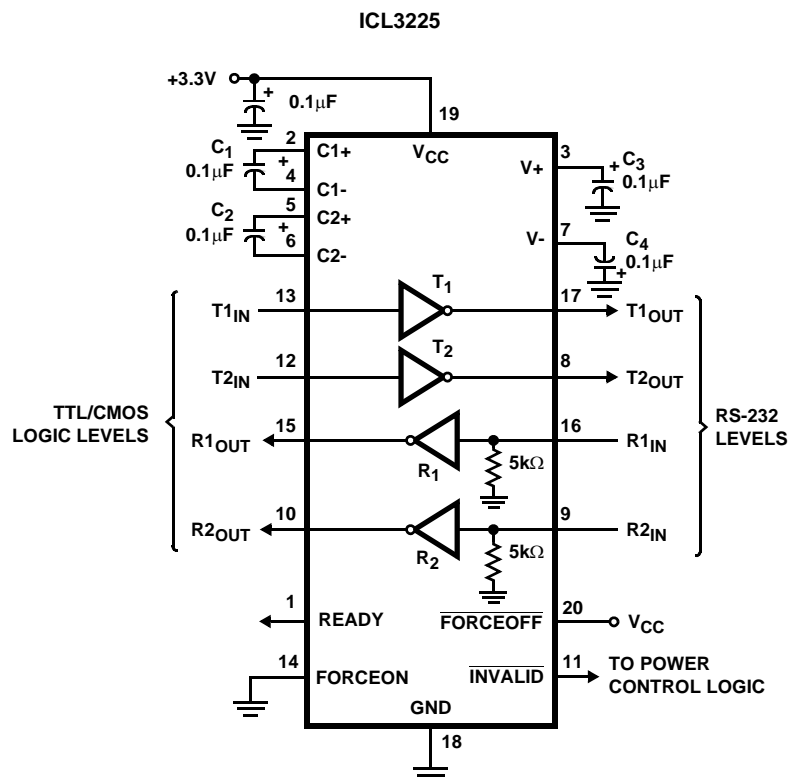 ICL3225
+3.3V
+
0.1μF
19
VCC
2
C1+
C1
0.1μF
+
4
C1-
5
C2+
C2
0.1μF
+
6
C2-
3
V+
+
C3
0.1μF
7
V-
C4
0.1μF
+
T1IN
13
T1
17
T1OUT
T2IN
12
T2
8
T2OUT
TTL/CMOS
LOGIC LEVELS
R1OUT
15
R1
5kΩ
16
R1IN
RS-232
LEVELS
R2OUT
10
R2
5kΩ
9
R2IN
1
READY
FORCEOFF
20
VCC
14
FORCEON
INVALID
11
TO POWER
CONTROL LOGIC
GND
18